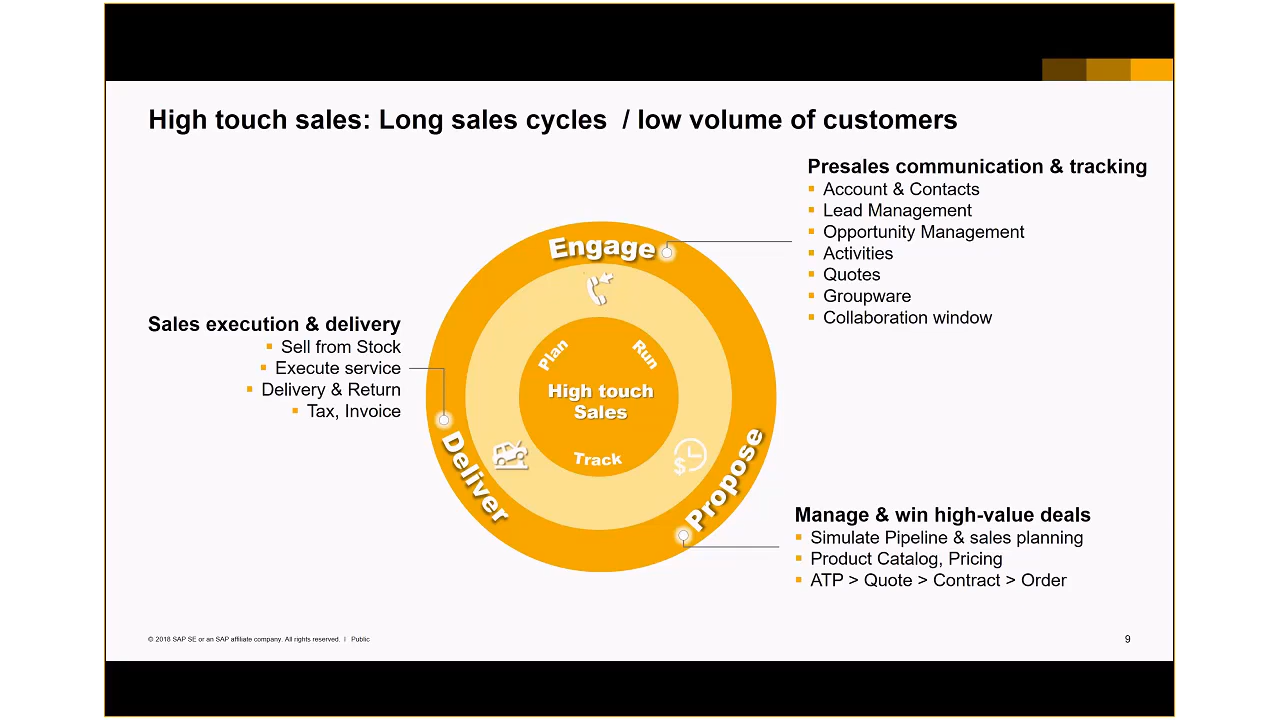 High touch sales: Long sales cycles / low volume of customers
Presales communication & tracking
Account & Contacts
Lead Management
Opportunity Management
Activities
Quotes
Groupware
Collaboration window
Engage
Sales execution & delivery
Sell from Stock
Execute service
Delivery & Return
Tax, Invoice
Plan
Run
High touch
Sales
Track
$
Deliver
Propose
Manage & win high-value deals
Simulate Pipeline & sales planning
Product Catalog, Pricing
ATP > Quote > Contract > Order
© 2018 SAP SE or an SAP affiliate company. All rights reserved. I Public
9